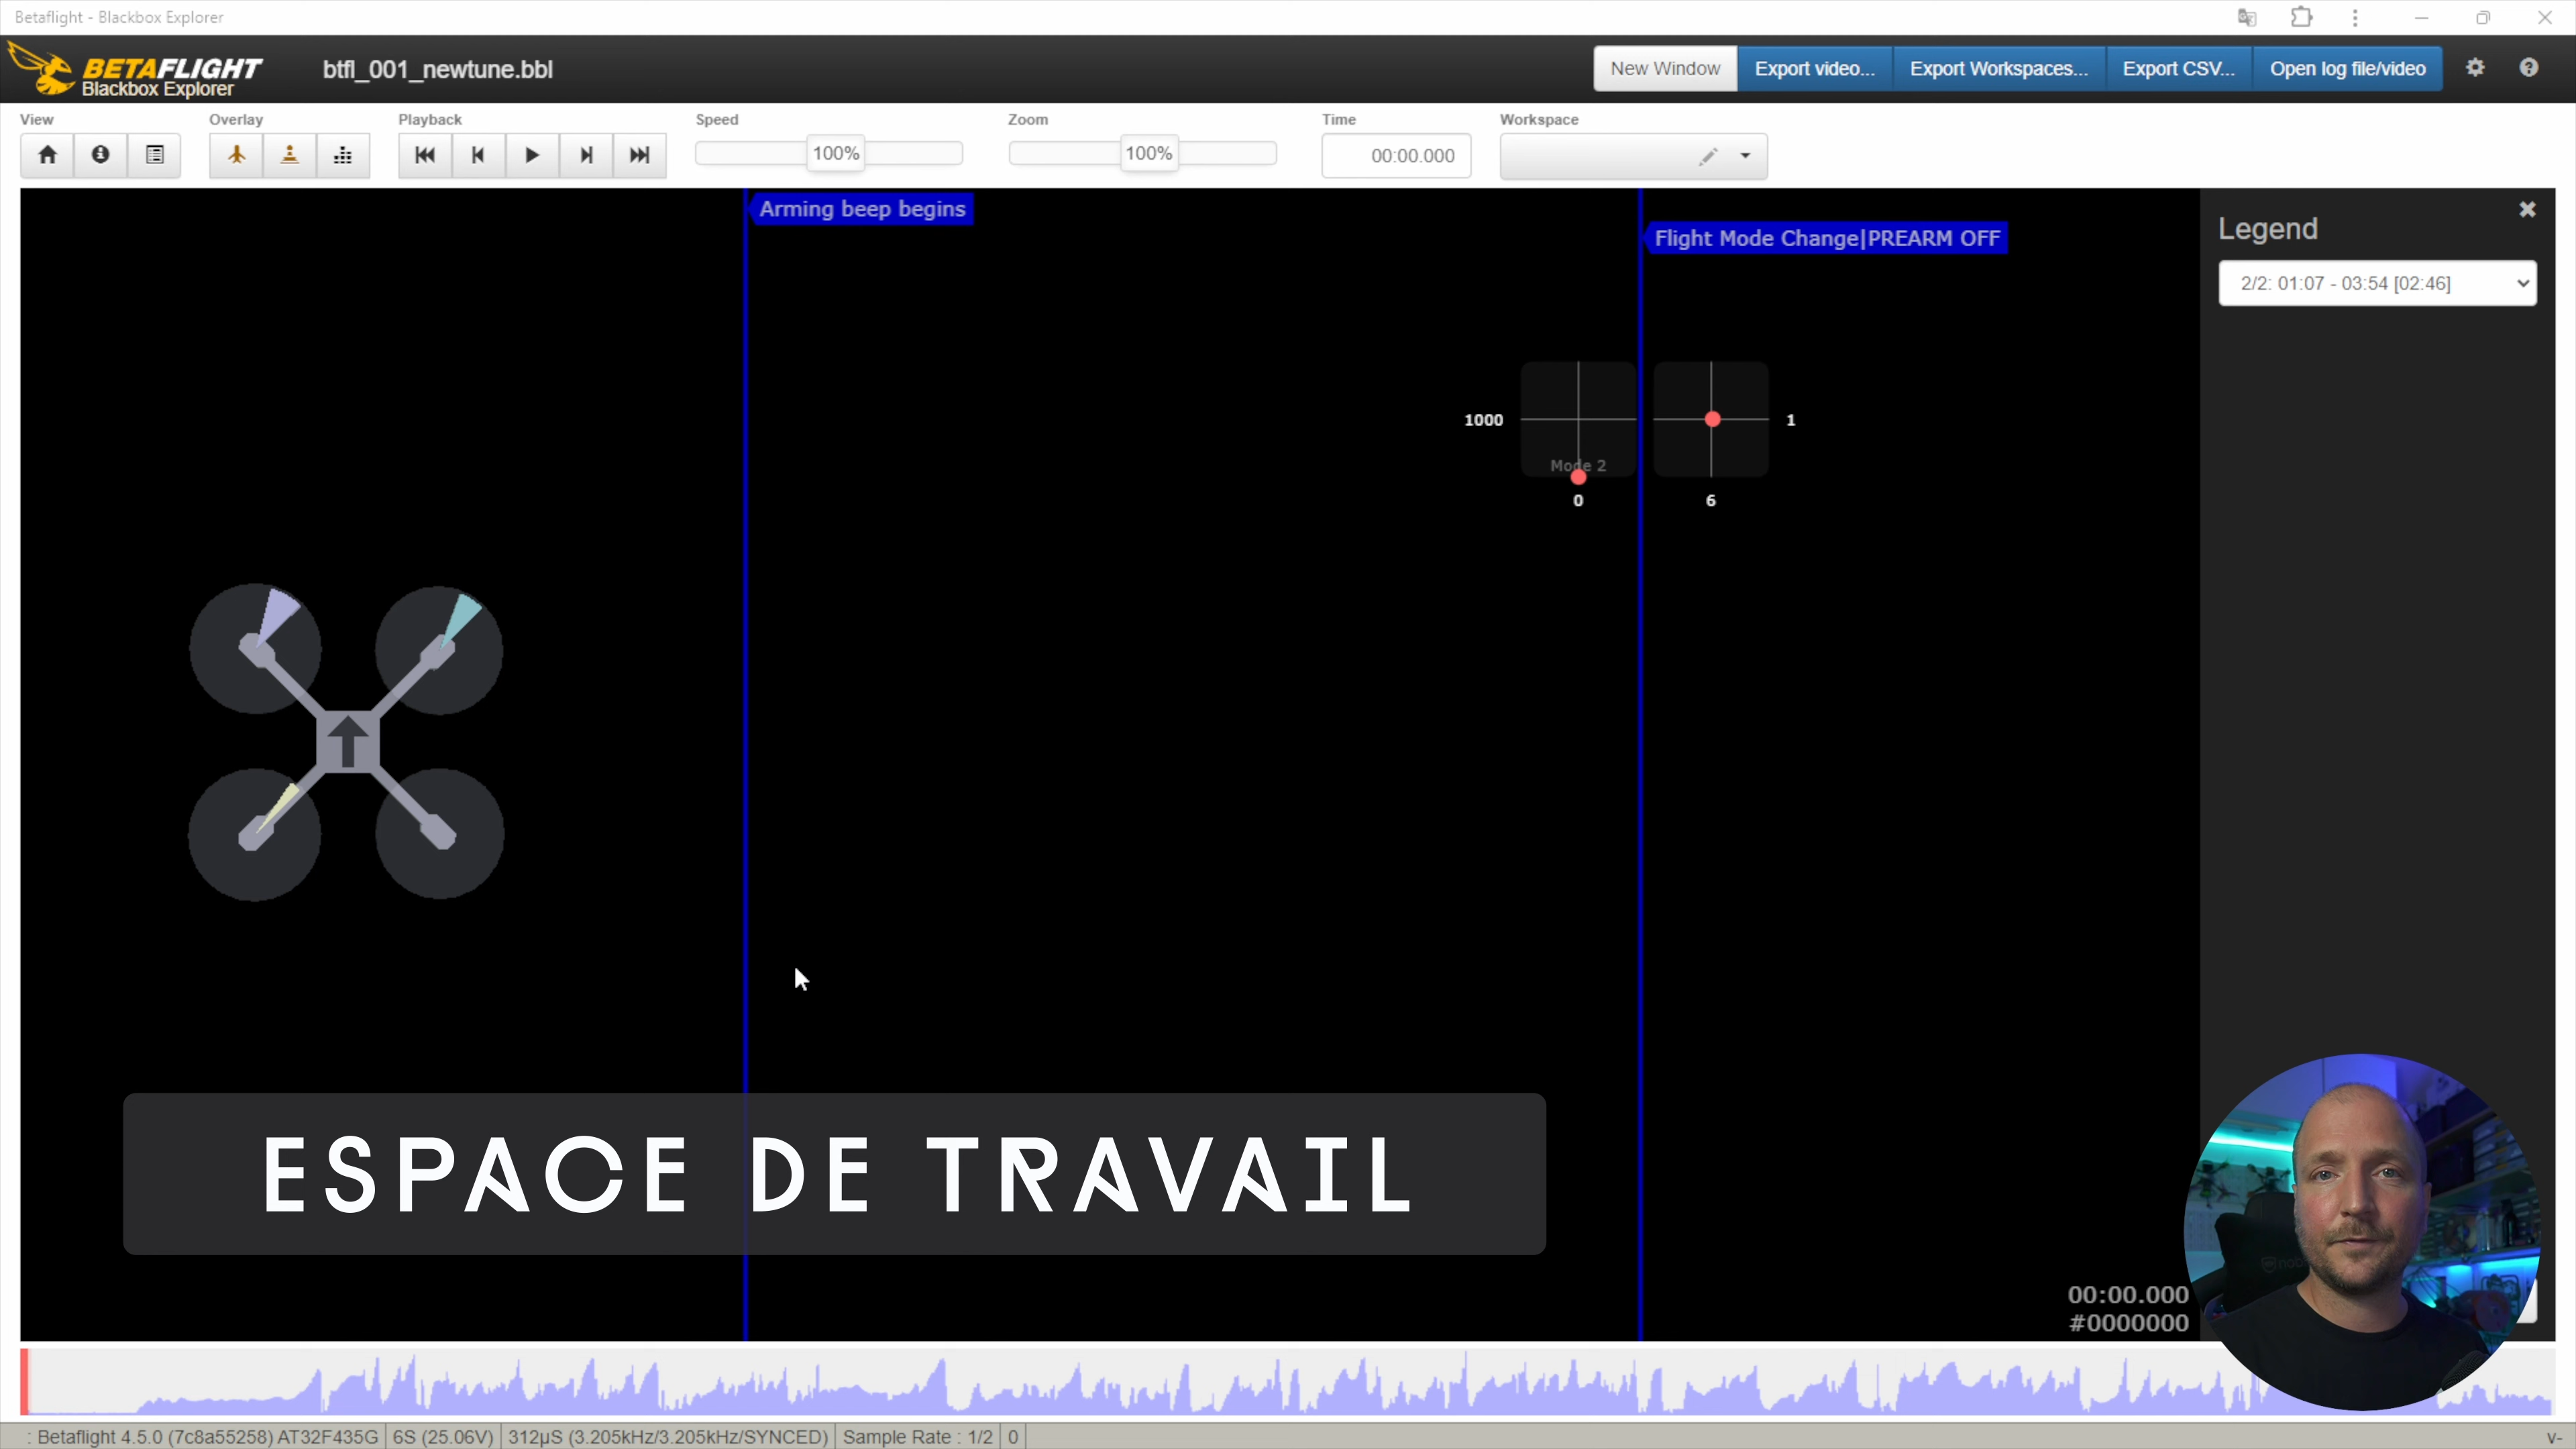 Betaflight - Blackbox Explorer
BETAFLIGHT
Blackbox Explorer
btfl_001_newtune.bbl
New Window
Export video...
Export Workspaces...
Export CSV...
Open log file/video
View
Overlay
Playback
Speed
Zoom
Time
Workspace
100%
100%
00:00.000
Arming beep begins
Flight Mode Change|PREARM OFF
Legend
2/2: 01:07 - 03:54 [02:46]
1000
1
Mode 2
0
6
ESPACE DE TRAVAIL
00:00.000
#0000000
: Betaflight 4.5.0 (7c8a55258) AT32F435G
6S (25.06V)
312µS (3.205kHz/3.205kHz/SYNCED)
Sample Rate : 1/2
0
v-